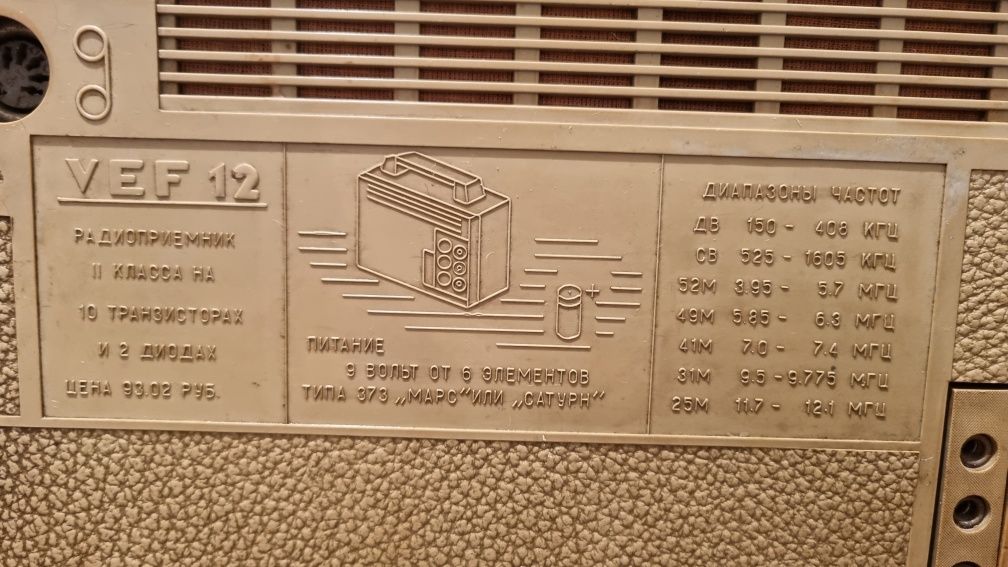 VEF 12
РАДИОПРИЕМНИК
II КЛАССА НА
10 ТРАНЗИСТОРАХ
И 2 ДИОДАХ
ЦЕНА 93.02 РУБ.
+
ПИТАНИЕ
9 ВОЛЬТ ОТ 6 ЭЛЕМЕНТОВ
ТИПА 373 „МАРС“ ИЛИ „САТУРН“
ДИАПАЗОНЫ ЧАСТОТ
ДВ 150 - 408 КГЦ
СВ 525 - 1605 КГЦ
52М 3.95 - 5.7 МГЦ
49М 5.85 - 6.3 МГЦ
41М 7.0 - 7.4 МГЦ
31М 9.5 - 9.775 МГЦ
25М 11.7 - 12.1 МГЦ